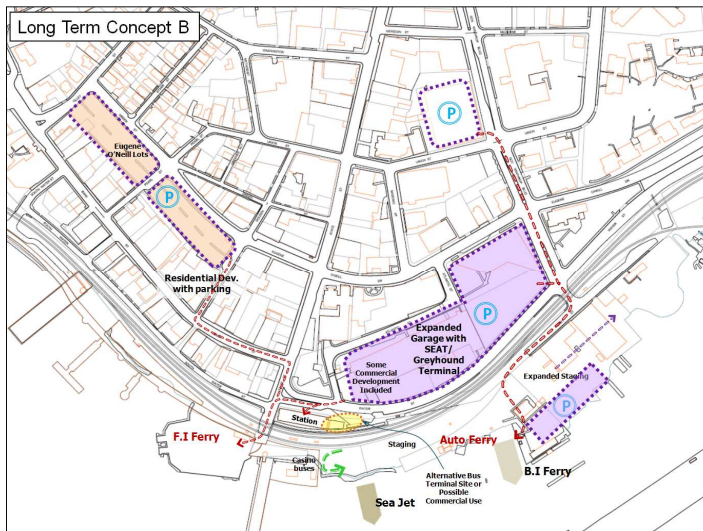 Long Term Concept B
P
Eugene
O'Neill Lots
P
Residential Dev.
with parking
P
Expanded
Garage with
SEAT/
Greyhound
Terminal
Some
Commercial
Development
Included
Expanded Staging
P
Station
F.I Ferry
Staging
Auto Ferry
B.I Ferry
Casino
buses
Alternative Bus
Terminal Site or
Possible
Commercial Use
Sea Jet